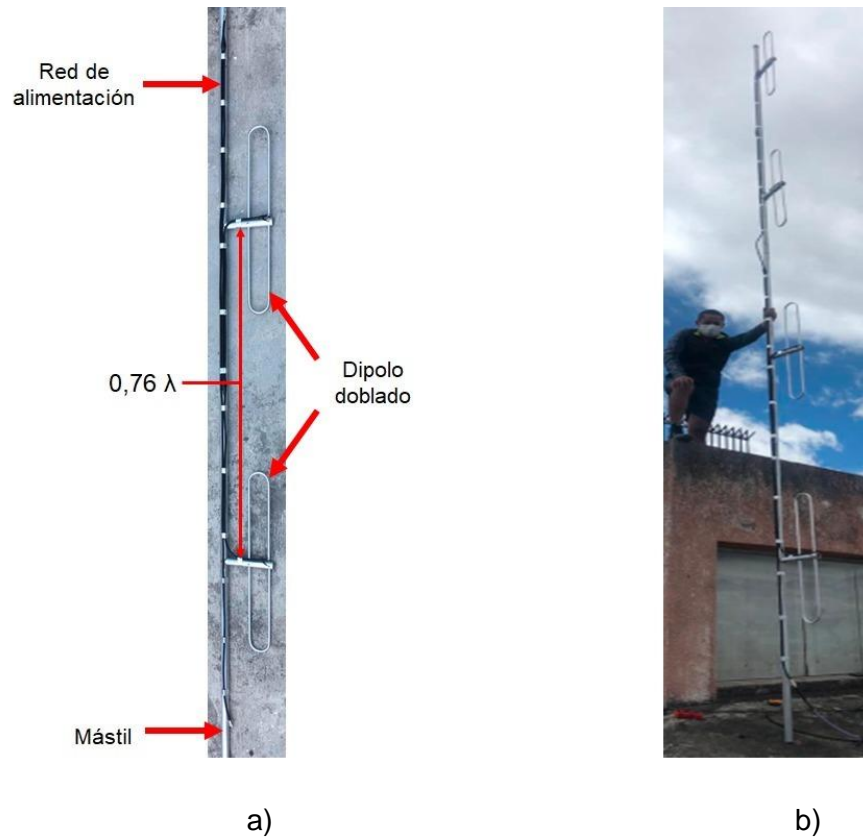 Red de
alimentación
0,76 λ
Dipolo
doblado
Mástil
a)
b)